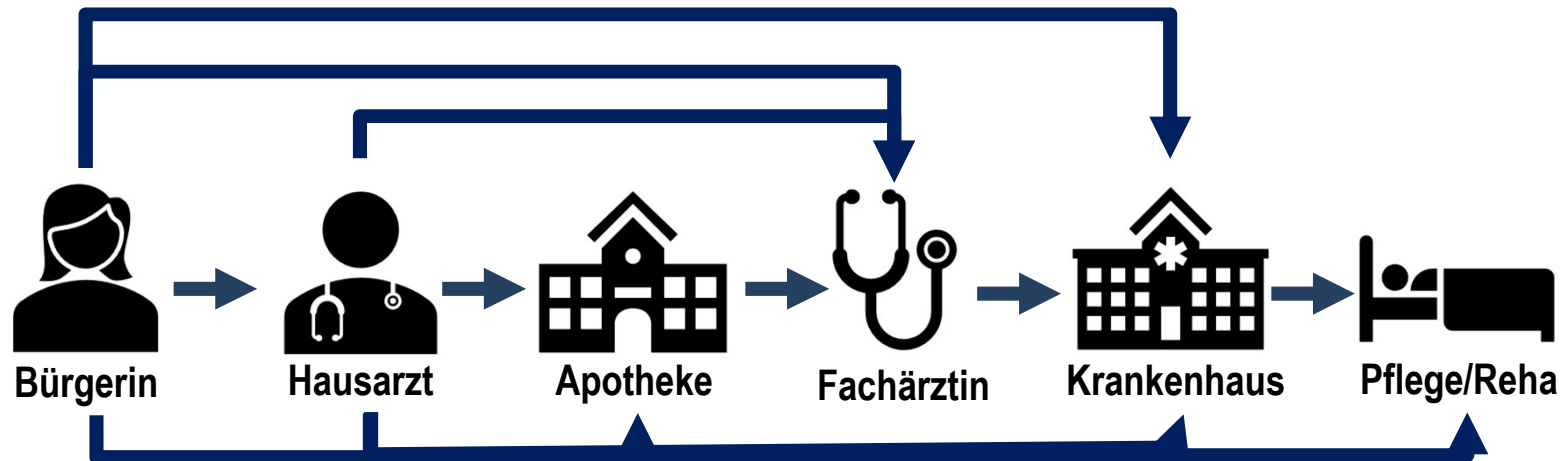 Bürgerin
Hausarzt
Apotheke
Fachärztin
Krankenhaus
Pflege/Reha